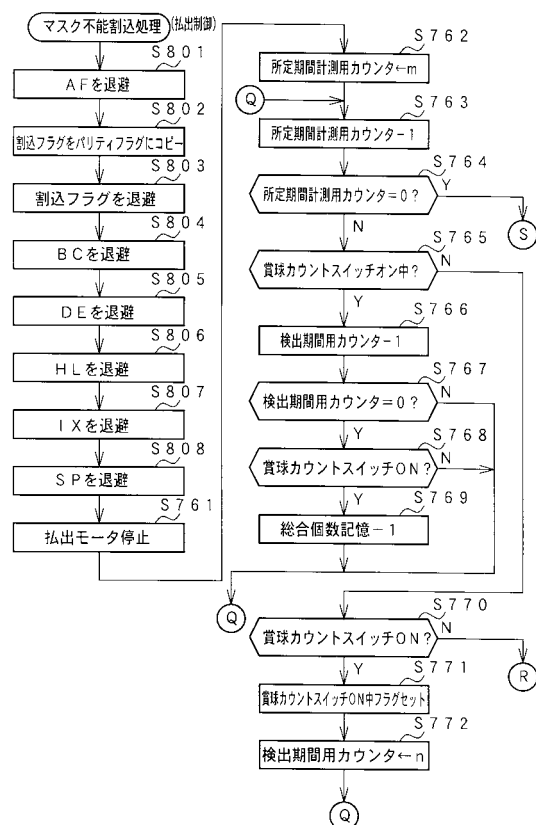 マスク不能割込処理 (払出制御)
S801
AFを退避
S802
割込フラグをパリティフラグにコピー
S803
割込フラグを退避
S804
BCを退避
S805
DEを退避
S806
HLを退避
S807
IXを退避
S808
SPを退避
S761
払出モータ停止
S762
所定期間計測用カウンタ←m
Q
S763
所定期間計測用カウンタ-1
S764
所定期間計測用カウンタ=0?
Y
S
N
S765
賞球カウントスイッチオン中?
N
Y
S766
検出期間用カウンタ-1
S767
検出期間用カウンタ=0?
N
Y
S768
賞球カウントスイッチON?
N
Y
S769
総合個数記憶-1
Q
S770
賞球カウントスイッチON?
N
R
Y
S771
賞球カウントスイッチON中フラグセット
S772
検出期間用カウンタ←n
Q